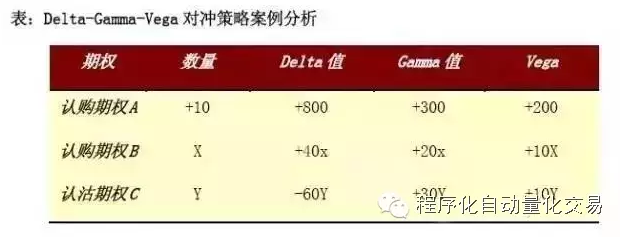 表：Delta-Gamma-Vega 对冲策略案例分析
期权 数量 Delta 值 Gamma 值 Vega
认购期权A +10 +800 +300 +200
认购期权B X +40x +20x +10X
认沽期权C Y -60Y +30Y +10Y
程序化自动量化交易